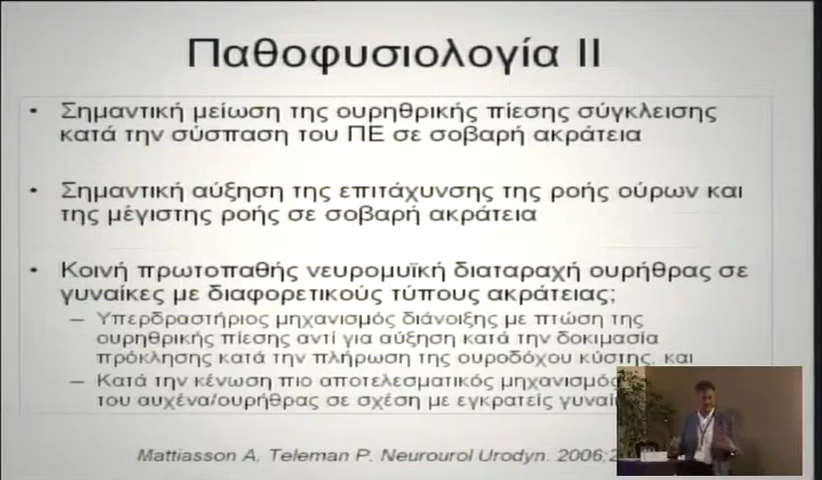 Παθοφυσιολογία II
• Σημαντική μείωση της ουρηθρικής πίεσης σύγκλεισης
κατά την σύσπαση του ΠΕ σε σοβαρή ακράτεια
• Σημαντική αύξηση της επιτάχυνσης της ροής ούρων και
της μέγιστης ροής σε σοβαρή ακράτεια
• Κοινή πρωτοπαθής νευρομυϊκή διαταραχή ουρήθρας σε
γυναίκες με διαφορετικούς τύπους ακράτειας;
– Υπερδραστήριος μηχανισμός διάνοιξης με πτώση της
ουρηθρικής πίεσης αντί για αύξηση κατά την δοκιμασία
πρόκλησης κατά την πλήρωση της ουροδόχου κύστης, και
– Κατά την κένωση πιο αποτελεσματικός μηχανισμός
του αυχένα/ουρήθρας σε σχέση με εγκρατείς
Mattiasson A, Teleman P. Neurourol Urodyn. 2006;